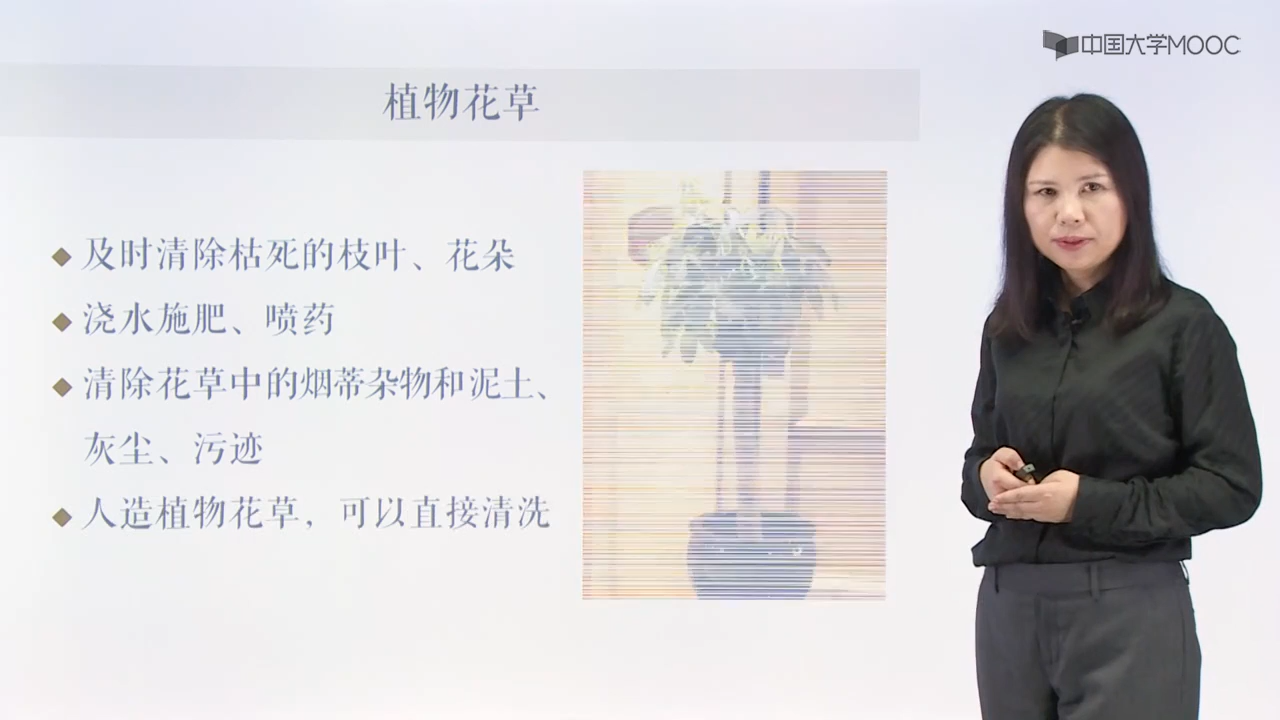 中国大学MOOC
植物花草
及时清除枯死的枝叶、花朵
浇水施肥、喷药
清除花草中的烟蒂杂物和泥土、
灰尘、污迹
人造植物花草，可以直接清洗